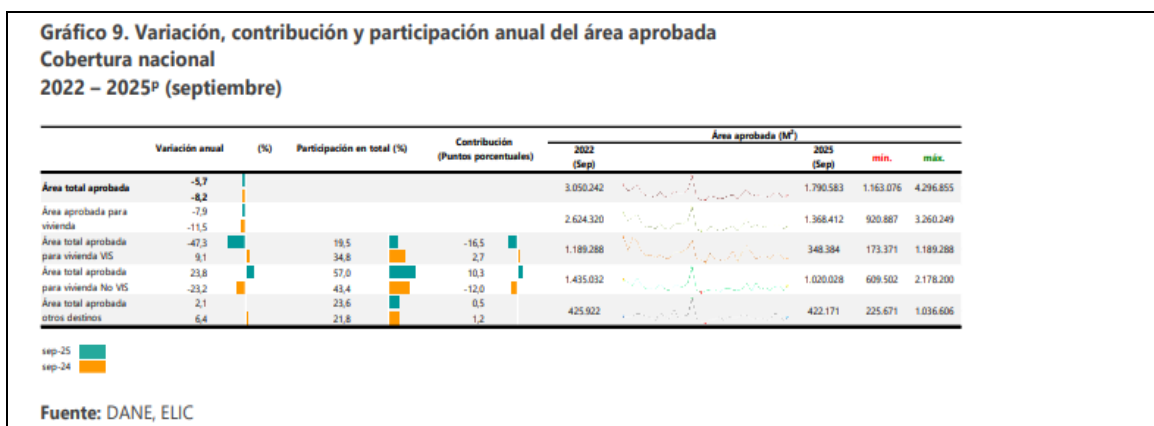 Gráfico 9. Variación, contribución y participación anual del área aprobada
Cobertura nacional
2022 – 2025ᵖ (septiembre)
Variación anual (%) Participación en total (%) Contribución (Puntos porcentuales) Área aprobada (M²)
2022 (Sep) 2025 (Sep) mín. máx.
Área total aprobada -5,7 3.050.242 1.790.583 1.163.076 4.296.855
-8,2
Área aprobada para -7,9 2.624.320 1.368.412 920.887 3.260.249
vivienda -11,5
Área total aprobada -47,3 19,5 -16,5 1.189.288 348.384 173.371 1.189.288
para vivienda VIS 9,1 34,8 2,7
Área total aprobada 23,8 57,0 10,3 1.435.032 1.020.028 609.502 2.178.200
para vivienda No VIS -23,2 43,4 -12,0
Área total aprobada 2,1 23,6 0,5 425.922 422.171 225.671 1.036.606
otros destinos 6,4 21,8 1,2
sep-25
sep-24
Fuente: DANE, ELIC